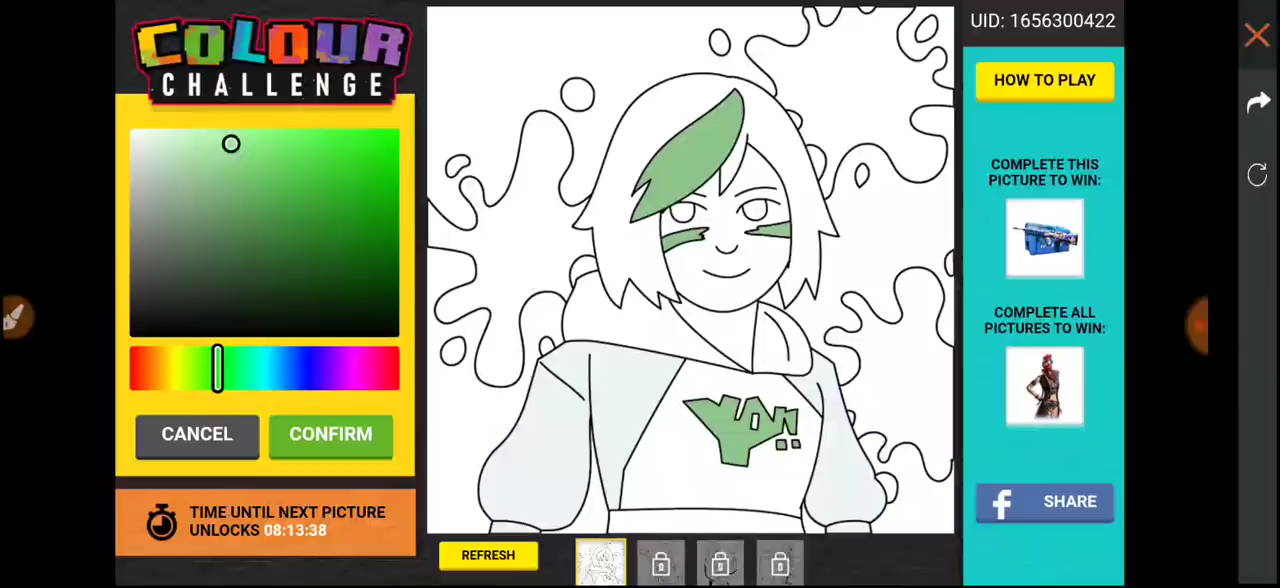 COLOUR
CHALLENGE
CANCEL
CONFIRM
TIME UNTIL NEXT PICTURE
UNLOCKS 08:13:38
REFRESH
UID: 1656300422
HOW TO PLAY
COMPLETE THIS
PICTURE TO WIN:
COMPLETE ALL
PICTURES TO WIN:
f SHARE